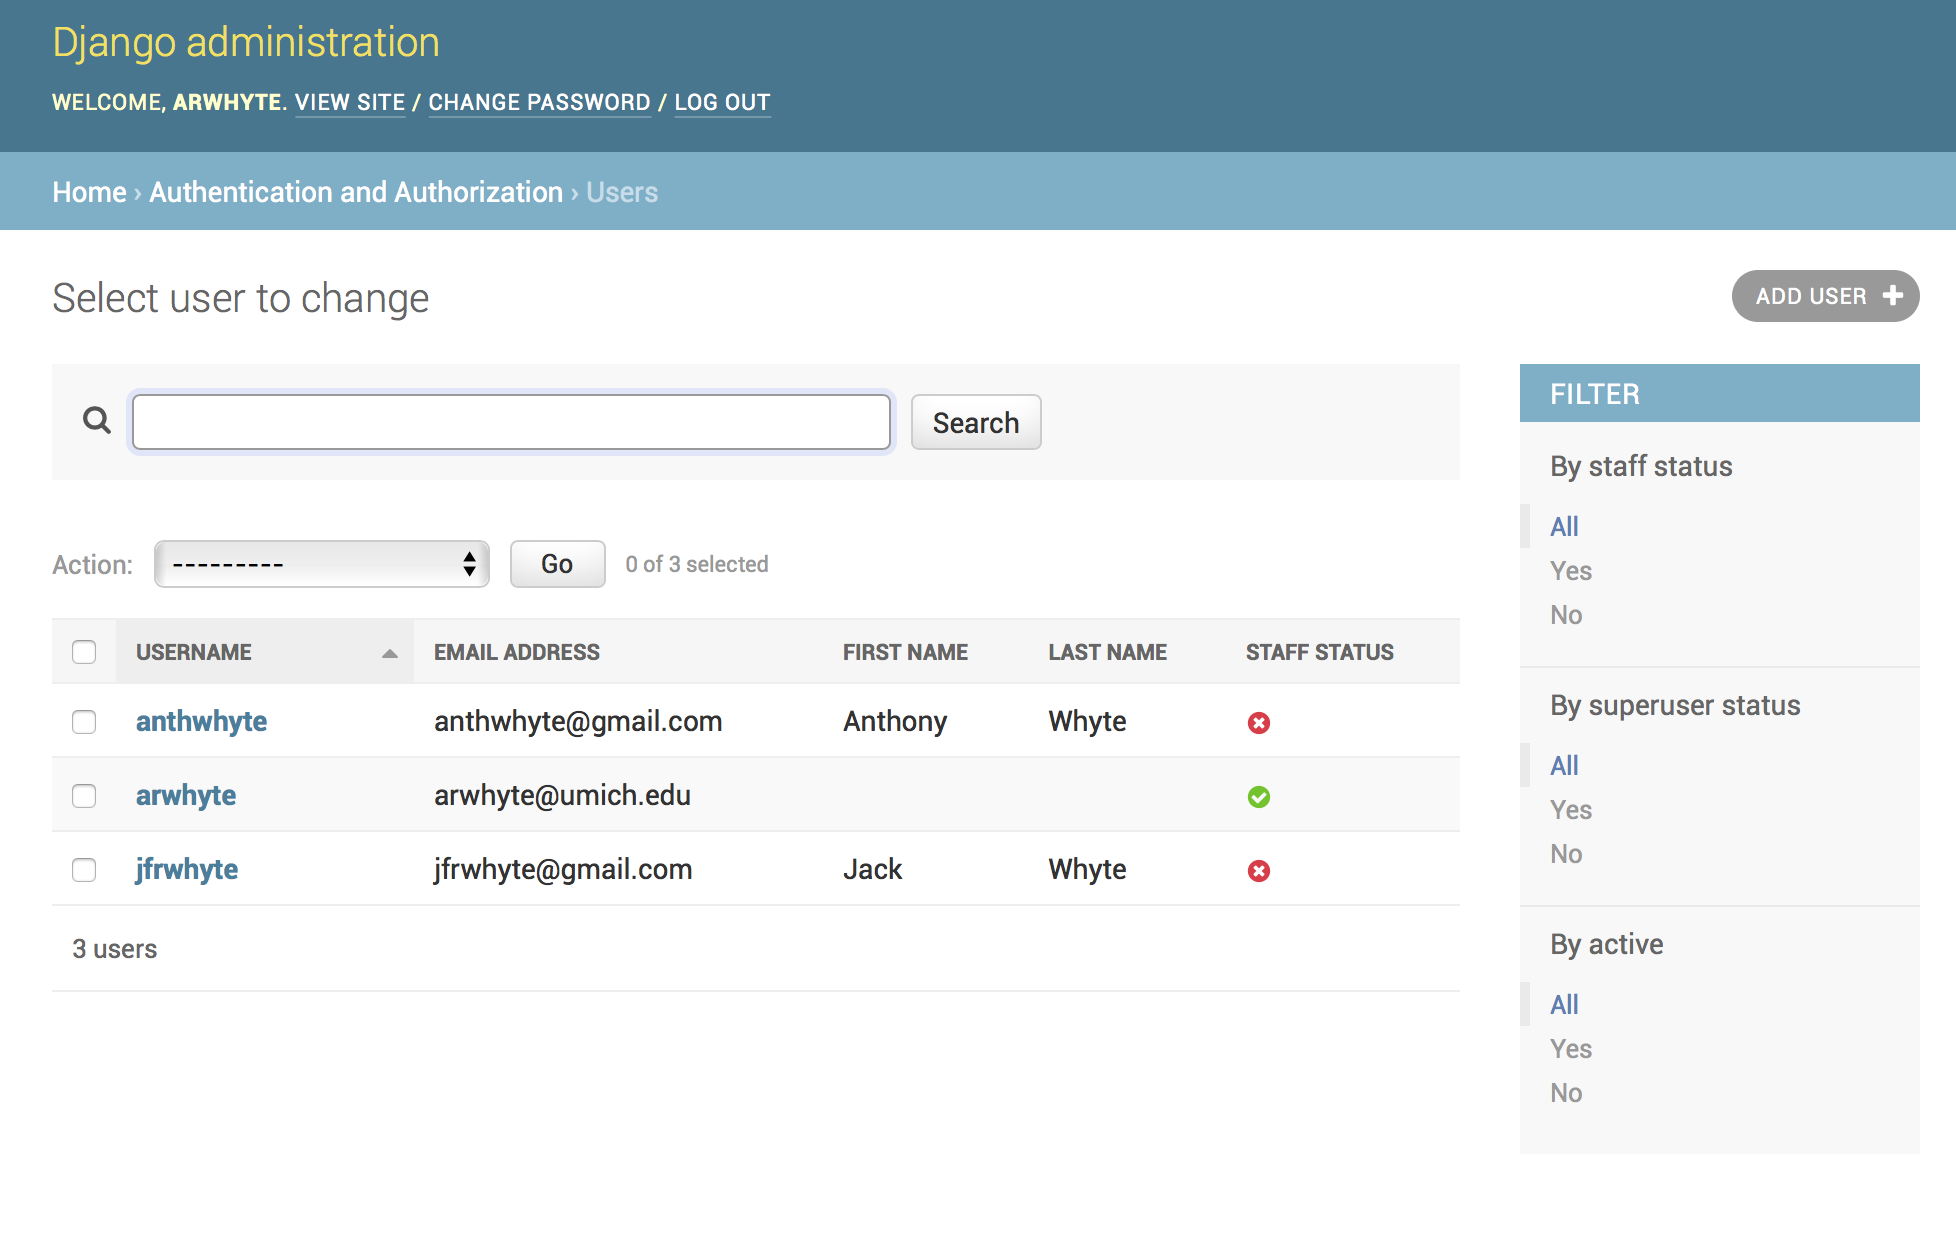 Django administration
WELCOME, ARWHYTE. VIEW SITE / CHANGE PASSWORD / LOG OUT
Home › Authentication and Authorization › Users
Select user to change
ADD USER
Search
Action: --------- Go 0 of 3 selected
USERNAME EMAIL ADDRESS FIRST NAME LAST NAME STAFF STATUS
anthwhyte anthwhyte@gmail.com Anthony Whyte
arwhyte arwhyte@umich.edu
jfrwhyte jfrwhyte@gmail.com Jack Whyte
3 users
FILTER
By staff status
All
Yes
No
By superuser status
All
Yes
No
By active
All
Yes
No